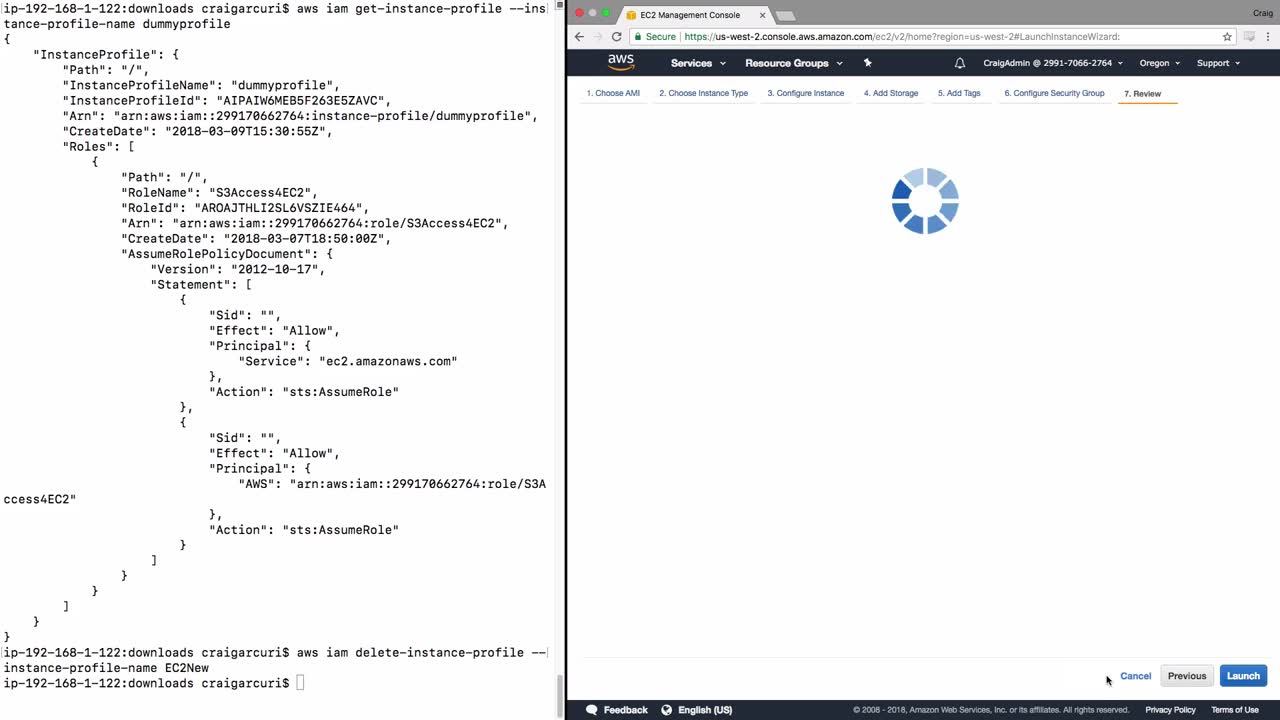 ip-192-168-1-122:downloads craigarcuri$ aws iam get-instance-profile --ins
tance-profile-name dummyprofile
{
"InstanceProfile": {
"Path": "/",
"InstanceProfileName": "dummyprofile",
"InstanceProfileId": "AIPAIW6MEB5F263E5ZAVC",
"Arn": "arn:aws:iam::299170662764:instance-profile/dummyprofile",
"CreateDate": "2018-03-09T15:30:55Z",
"Roles": [
{
"Path": "/",
"RoleName": "S3Access4EC2",
"RoleId": "AROAJTHLI2SL6VSZIE464",
"Arn": "arn:aws:iam::299170662764:role/S3Access4EC2",
"CreateDate": "2018-03-07T18:50:00Z",
"AssumeRolePolicyDocument": {
"Version": "2012-10-17",
"Statement": [
{
"Sid": "",
"Effect": "Allow",
"Principal": {
"Service": "ec2.amazonaws.com"
},
"Action": "sts:AssumeRole"
},
{
"Sid": "",
"Effect": "Allow",
"Principal": {
"AWS": "arn:aws:iam::299170662764:role/S3A
ccess4EC2"
},
"Action": "sts:AssumeRole"
}
]
}
}
]
}
}
ip-192-168-1-122:downloads craigarcuri$ aws iam delete-instance-profile --
instance-profile-name EC2New
ip-192-168-1-122:downloads craigarcuri$
EC2 Management Console
Craig
Secure https://us-west-2.console.aws.amazon.com/ec2/v2/home?region=us-west-2#LaunchInstanceWizard:
aws Services Resource Groups CraigAdmin @ 2991-7066-2764 Oregon Support
1. Choose AMI 2. Choose Instance Type 3. Configure Instance 4. Add Storage 5. Add Tags 6. Configure Security Group 7. Review
Cancel Previous Launch
Feedback English (US) © 2008 - 2018, Amazon Web Services, Inc. or its affiliates. All rights reserved. Privacy Policy Terms of Use